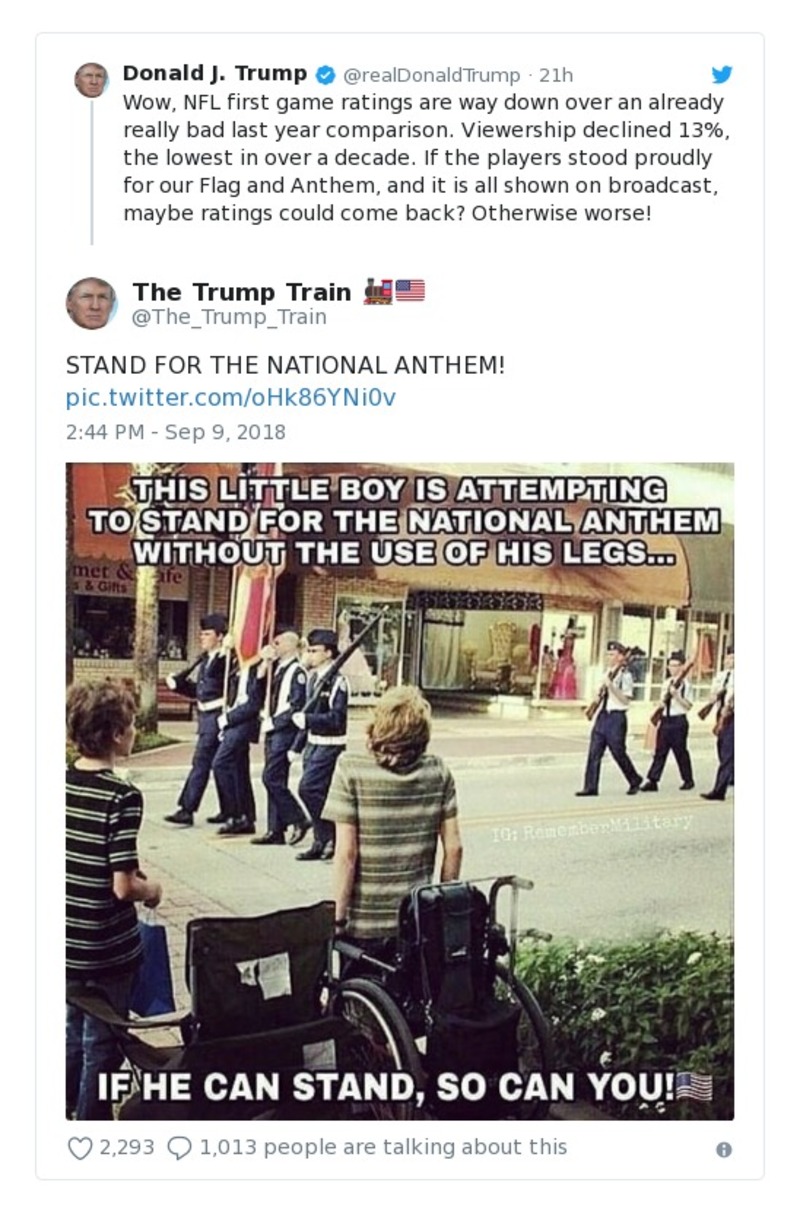 Donald J. Trump @realDonaldTrump · 21h
Wow, NFL first game ratings are way down over an already
really bad last year comparison. Viewership declined 13%,
the lowest in over a decade. If the players stood proudly
for our Flag and Anthem, and it is all shown on broadcast,
maybe ratings could come back? Otherwise worse!
The Trump Train 🚂🇺🇸
@The_Trump_Train
STAND FOR THE NATIONAL ANTHEM!
pic.twitter.com/oHk86YNi0v
2:44 PM - Sep 9, 2018
THIS LITTLE BOY IS ATTEMPTING
TO STAND FOR THE NATIONAL ANTHEM
WITHOUT THE USE OF HIS LEGS...
& Gifts
IG: RememberMilitary
IF HE CAN STAND, SO CAN YOU!🇺🇸
2,293 1,013 people are talking about this